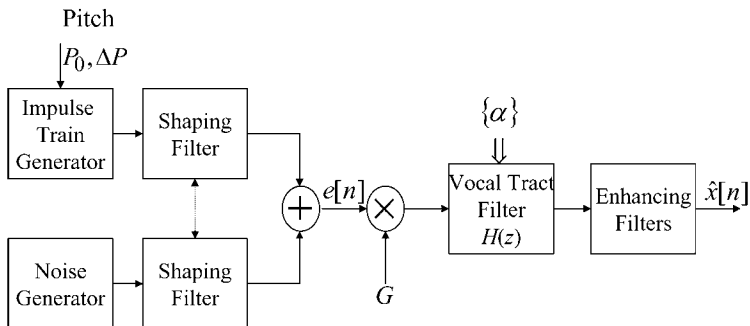 Pitch
P₀, ΔP
Impulse
Train
Generator
Shaping
Filter
{α}
Vocal Tract
Filter
H(z)
Enhancing
Filters
x̂[n]
e[n]
+
×
Noise
Generator
Shaping
Filter
G